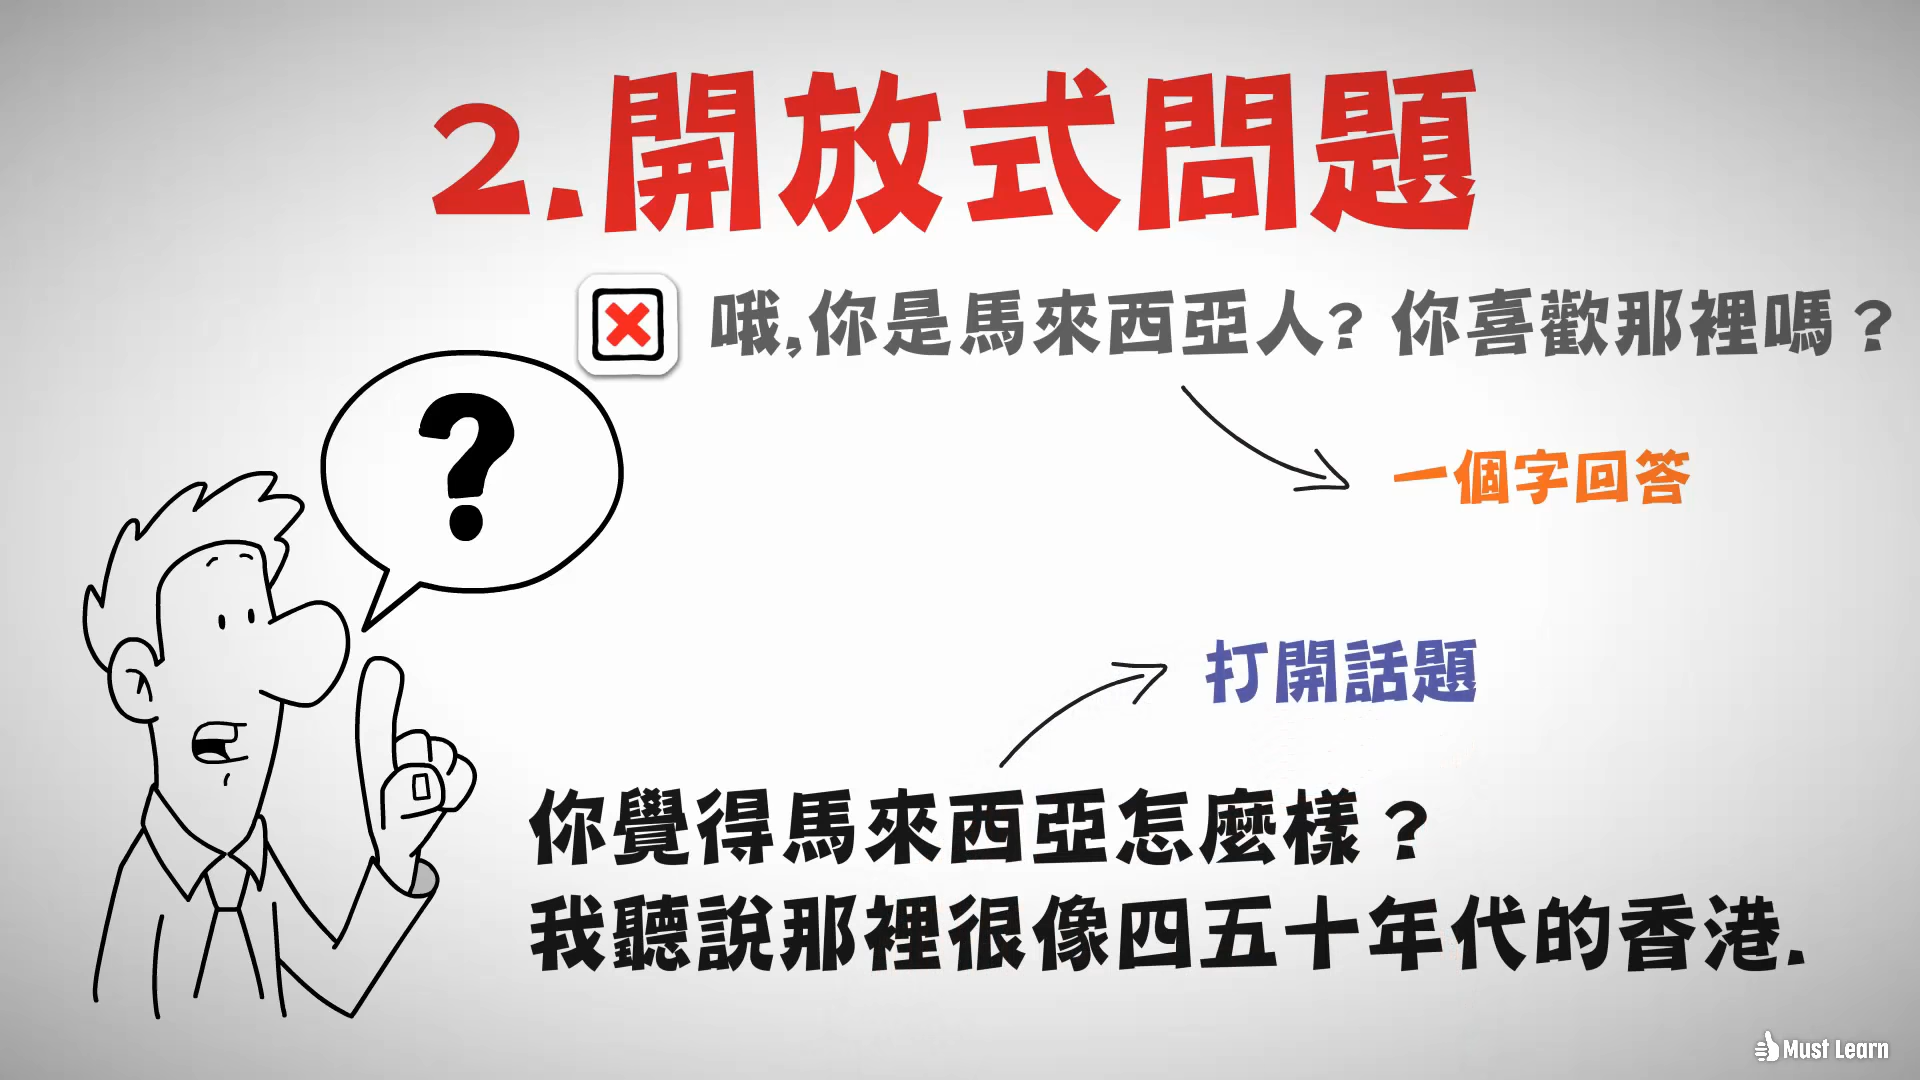 2.開放式問題
哦,你是馬來西亞人? 你喜歡那裡嗎?
?
一個字回答
打開話題
你覺得馬來西亞怎麼樣?
我聽說那裡很像四五十年代的香港.
Must Learn